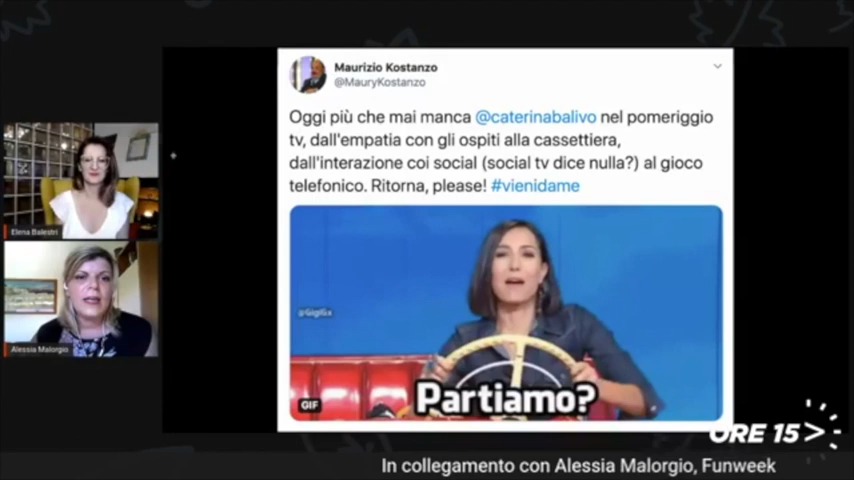 Maurizio Kostanzo
@MauryKostanzo
Oggi più che mai manca @caterinabalivo nel pomeriggio
tv, dall'empatia con gli ospiti alla cassettiera,
dall'interazione coi social (social tv dice nulla?) al gioco
telefonico. Ritorna, please! #vienidame
Elena Balestri
@GigiGx
Alessia Malorgio
GIF
Partiamo?
ORE 15>
In collegamento con Alessia Malorgio, Funweek